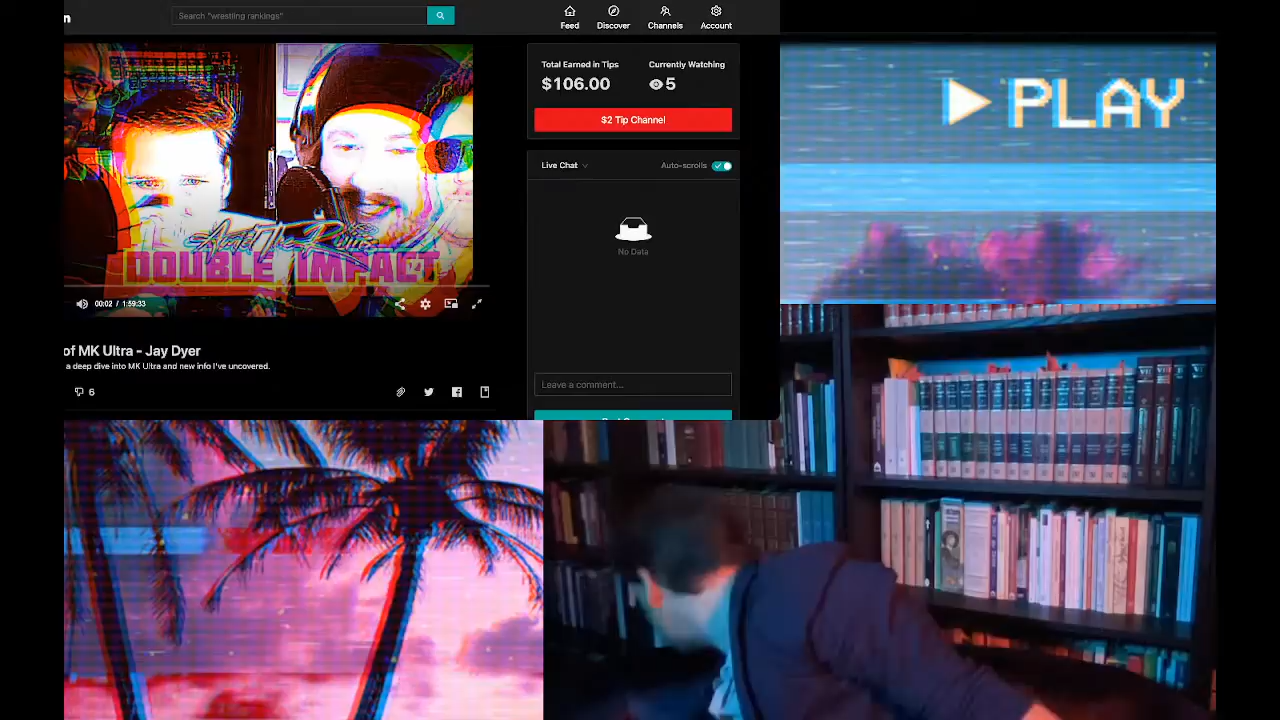 n
Search "wrestling rankings"
Feed
Discover
Channels
Account
Total Earned in Tips
Currently Watching
$106.00
5
$2 Tip Channel
Live Chat
Auto-scrolls
No Data
Leave a comment...
DOUBLE IMPACT
00:02 / 1:59:33
of MK Ultra - Jay Dyer
a deep dive into MK Ultra and new info I've uncovered.
6
PLAY